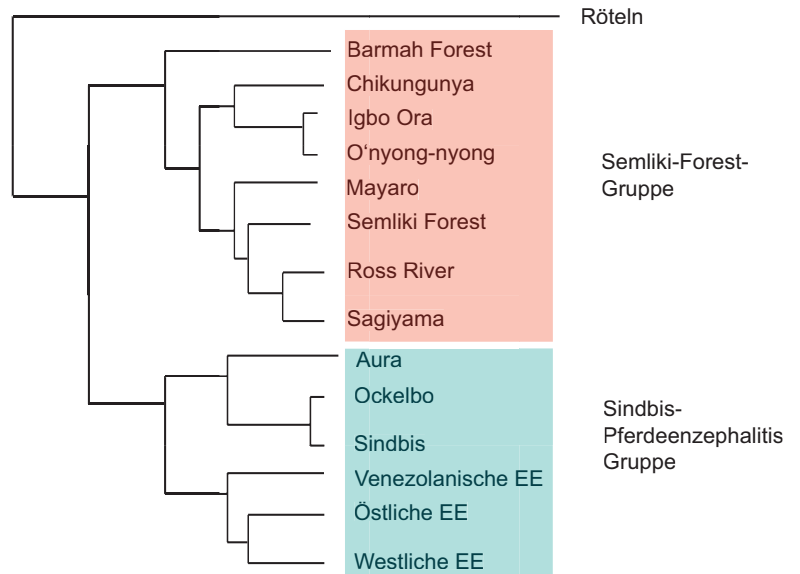 Röteln
Barmah Forest
Chikungunya
Igbo Ora
O‘nyong-nyong
Mayaro
Semliki Forest
Ross River
Sagiyama
Semliki-Forest-
Gruppe
Aura
Ockelbo
Sindbis
Venezolanische EE
Östliche EE
Westliche EE
Sindbis-
Pferdeenzephalitis
Gruppe